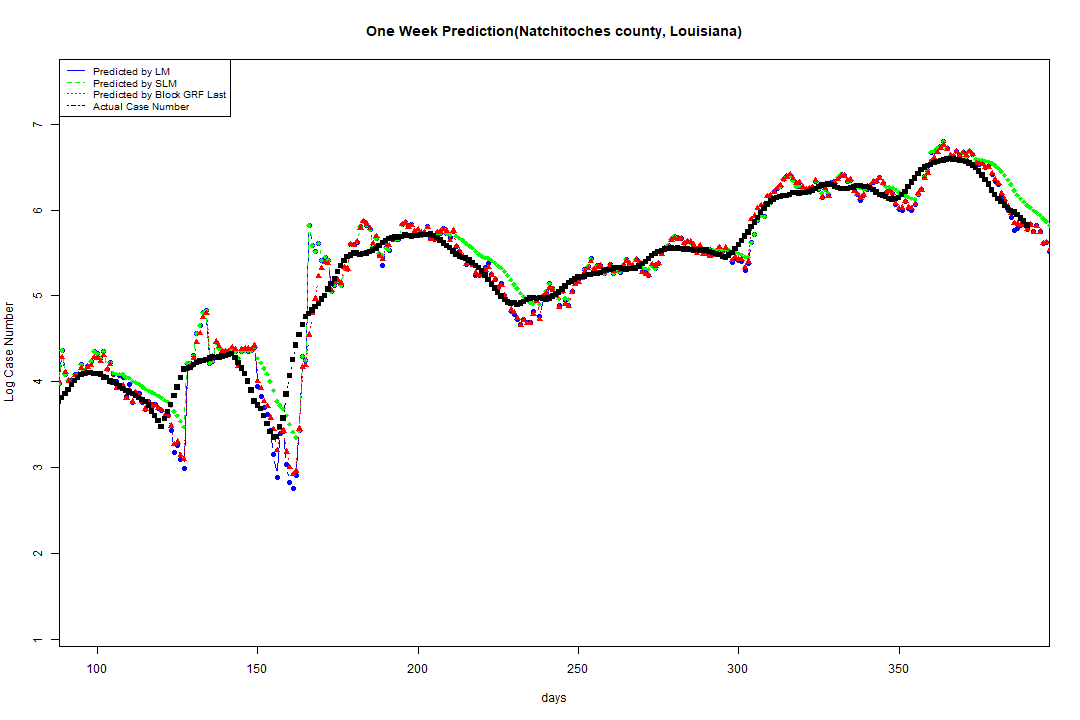 One Week Prediction(Natchitoches county, Louisiana)
Predicted by LM
Predicted by SLM
Predicted by Block GRF Last
Actual Case Number
Log Case Number
7
6
5
4
3
2
1
100 150 200 250 300 350
days